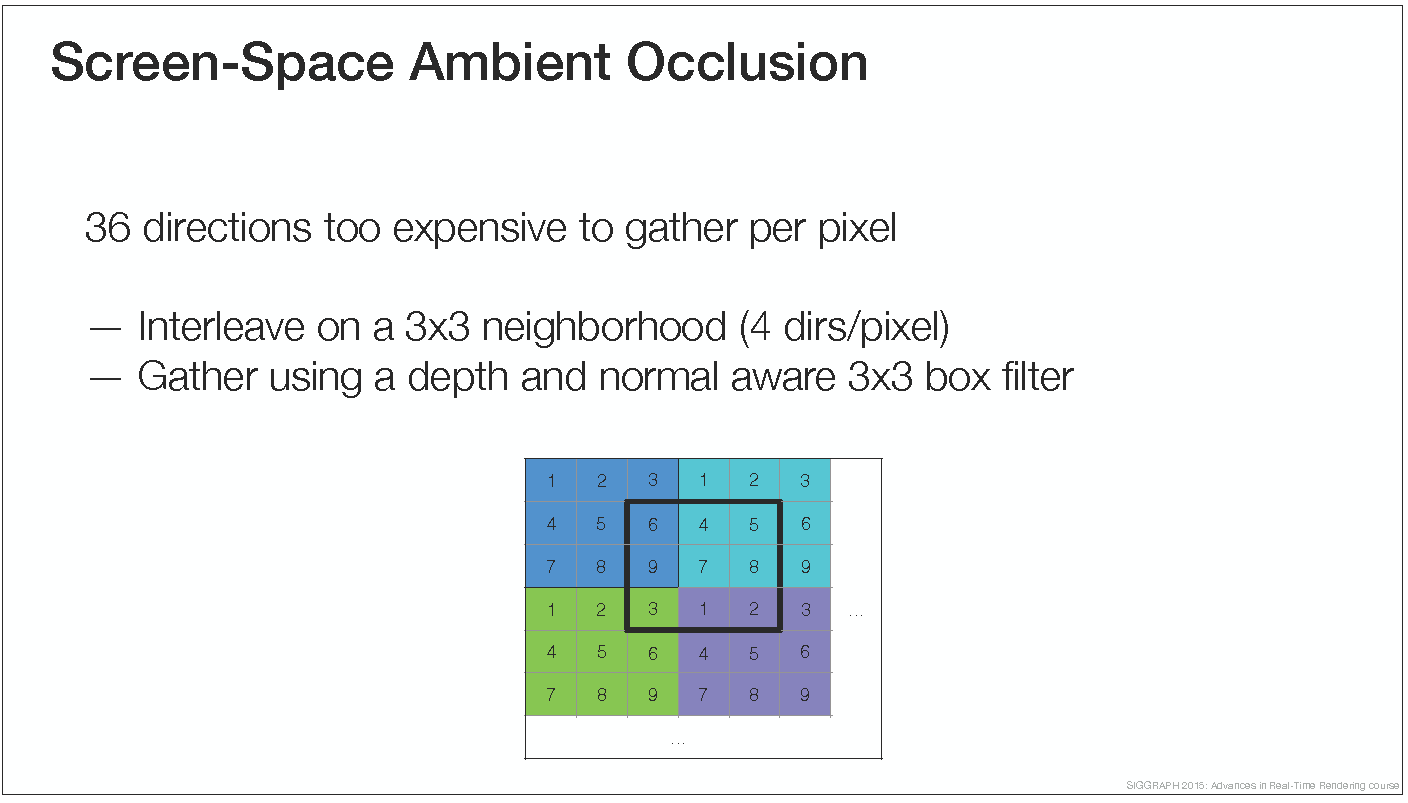 Screen-Space Ambient Occlusion
36 directions too expensive to gather per pixel
— Interleave on a 3x3 neighborhood (4 dirs/pixel)
— Gather using a depth and normal aware 3x3 box filter
1 2 3 1 2 3
4 5 6 4 5 6
7 8 9 7 8 9
1 2 3 1 2 3 ...
4 5 6 4 5 6
7 8 9 7 8 9
...
SIGGRAPH 2015: Advances in Real-Time Rendering course